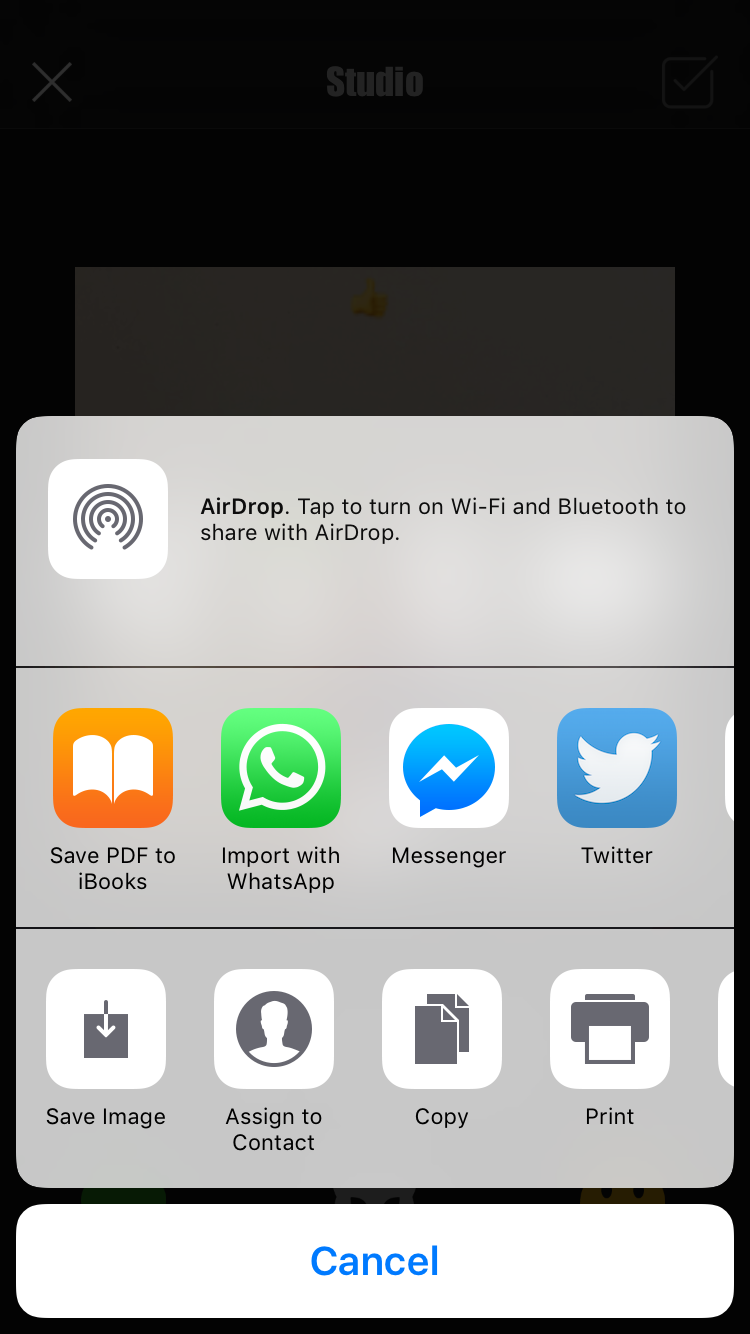 Studio
AirDrop. Tap to turn on Wi-Fi and Bluetooth to
share with AirDrop.
Save PDF to
iBooks
Import with
WhatsApp
Messenger
Twitter
Save Image
Assign to
Contact
Copy
Print
Cancel